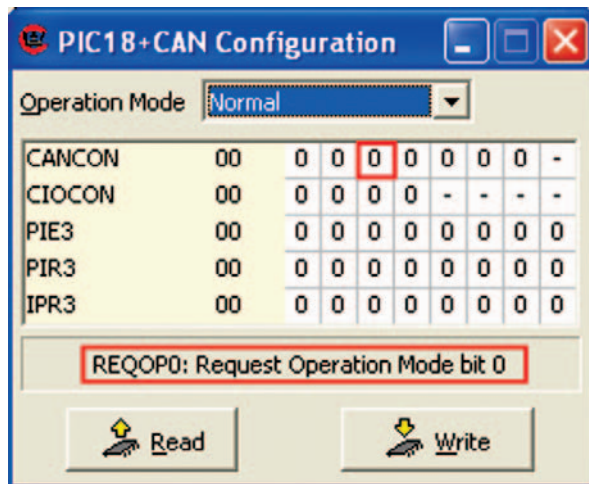 PIC18+CAN Configuration
Operation Mode Normal
CANCON 00 0 0 0 0 0 0 0 -
CIOCON 00 0 0 0 0 - - - -
PIE3 00 0 0 0 0 0 0 0 0
PIR3 00 0 0 0 0 0 0 0 0
IPR3 00 0 0 0 0 0 0 0 0
REQOP0: Request Operation Mode bit 0
Read Write